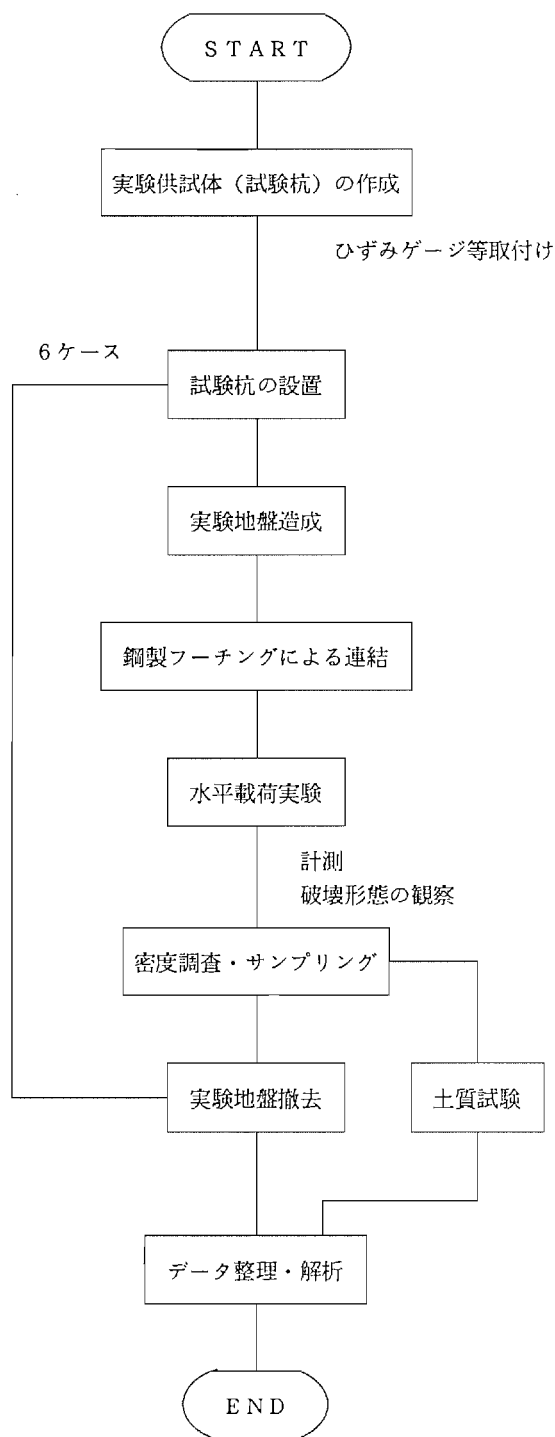 START
実験供試体（試験杭）の作成
ひずみゲージ等取付け
6ケース
試験杭の設置
実験地盤造成
鋼製フーチングによる連結
水平載荷実験
計測
破壊形態の観察
密度調査・サンプリング
実験地盤撤去
土質試験
データ整理・解析
END